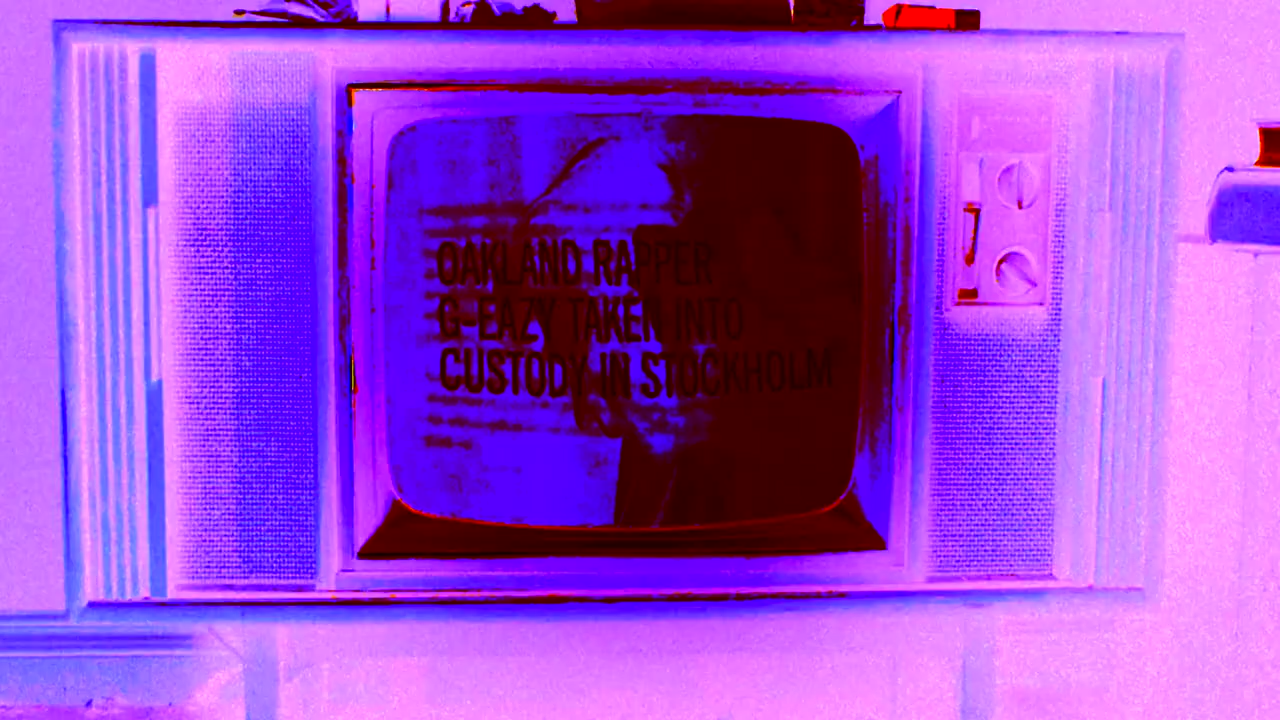 OAKLAND RAPPER
G-EAZY TAKEN INTO
CUSTODY IN STOCKHOLM